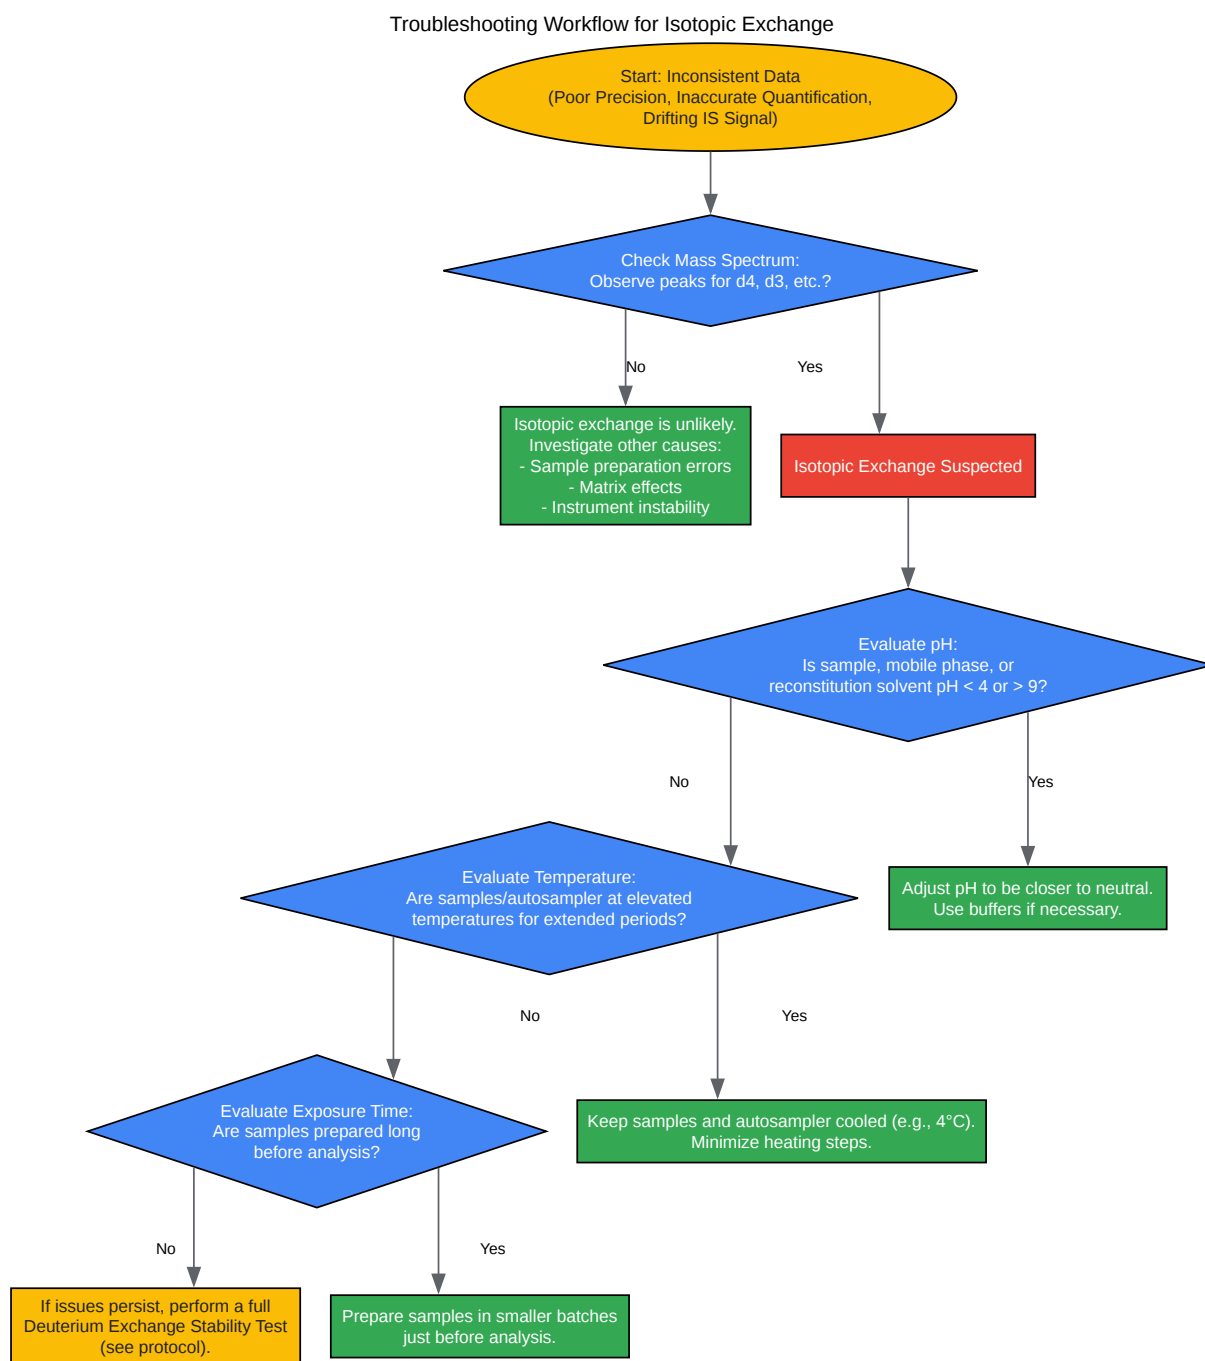 Troubleshooting Workflow for Isotopic Exchange
Start: Inconsistent Data
(Poor Precision, Inaccurate Quantification,
Drifting IS Signal)
Check Mass Spectrum:
Observe peaks for d4, d3, etc.?
No
Yes
Isotopic exchange is unlikely.
Investigate other causes:
- Sample preparation errors
- Matrix effects
- Instrument instability
Isotopic Exchange Suspected
Evaluate pH:
Is sample, mobile phase, or
reconstitution solvent pH < 4 or > 9?
No
Yes
Evaluate Temperature:
Are samples/autosampler at elevated
temperatures for extended periods?
Adjust pH to be closer to neutral.
Use buffers if necessary.
No
Yes
Evaluate Exposure Time:
Are samples prepared long
before analysis?
Keep samples and autosampler cooled (e.g., 4°C).
Minimize heating steps.
No
Yes
If issues persist, perform a full
Deuterium Exchange Stability Test
(see protocol).
Prepare samples in smaller batches
just before analysis.